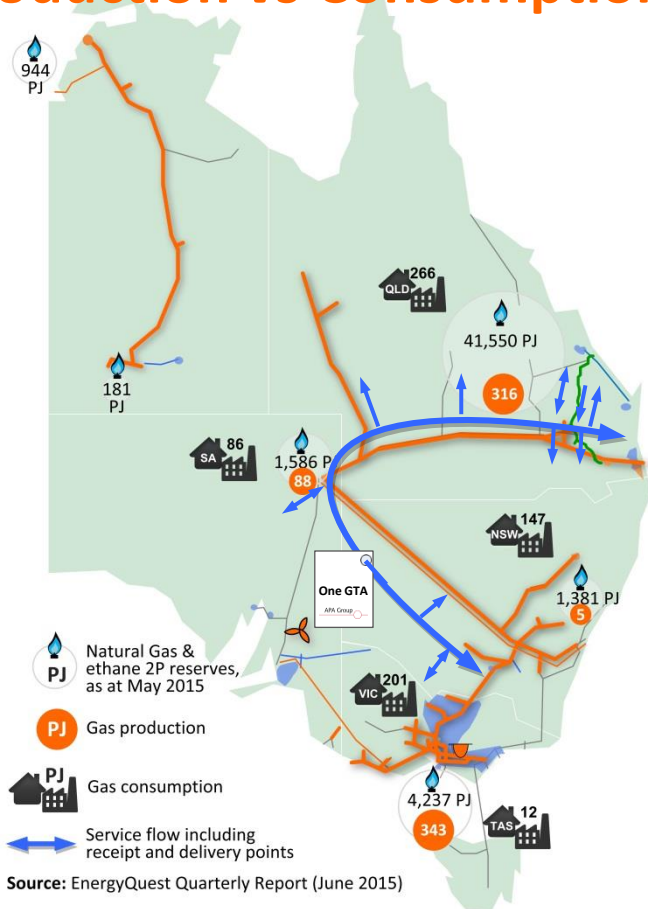 944
PJ
266
QLD
41,550 PJ
316
181
PJ
86
SA
1,586 P
88
147
NSW
One GTA
APA Group
1,381 PJ
5
Natural Gas &
ethane 2P reserves,
as at May 2015
PJ
201
VIC
PJ
Gas production
PJ
Gas consumption
4,237 PJ
343
12
TAS
Service flow including
receipt and delivery points
Source: EnergyQuest Quarterly Report (June 2015)